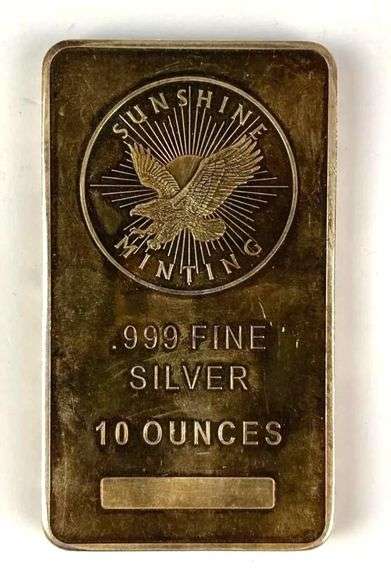 SUNSHINE
MINTING
.999 FINE
SILVER
10 OUNCES